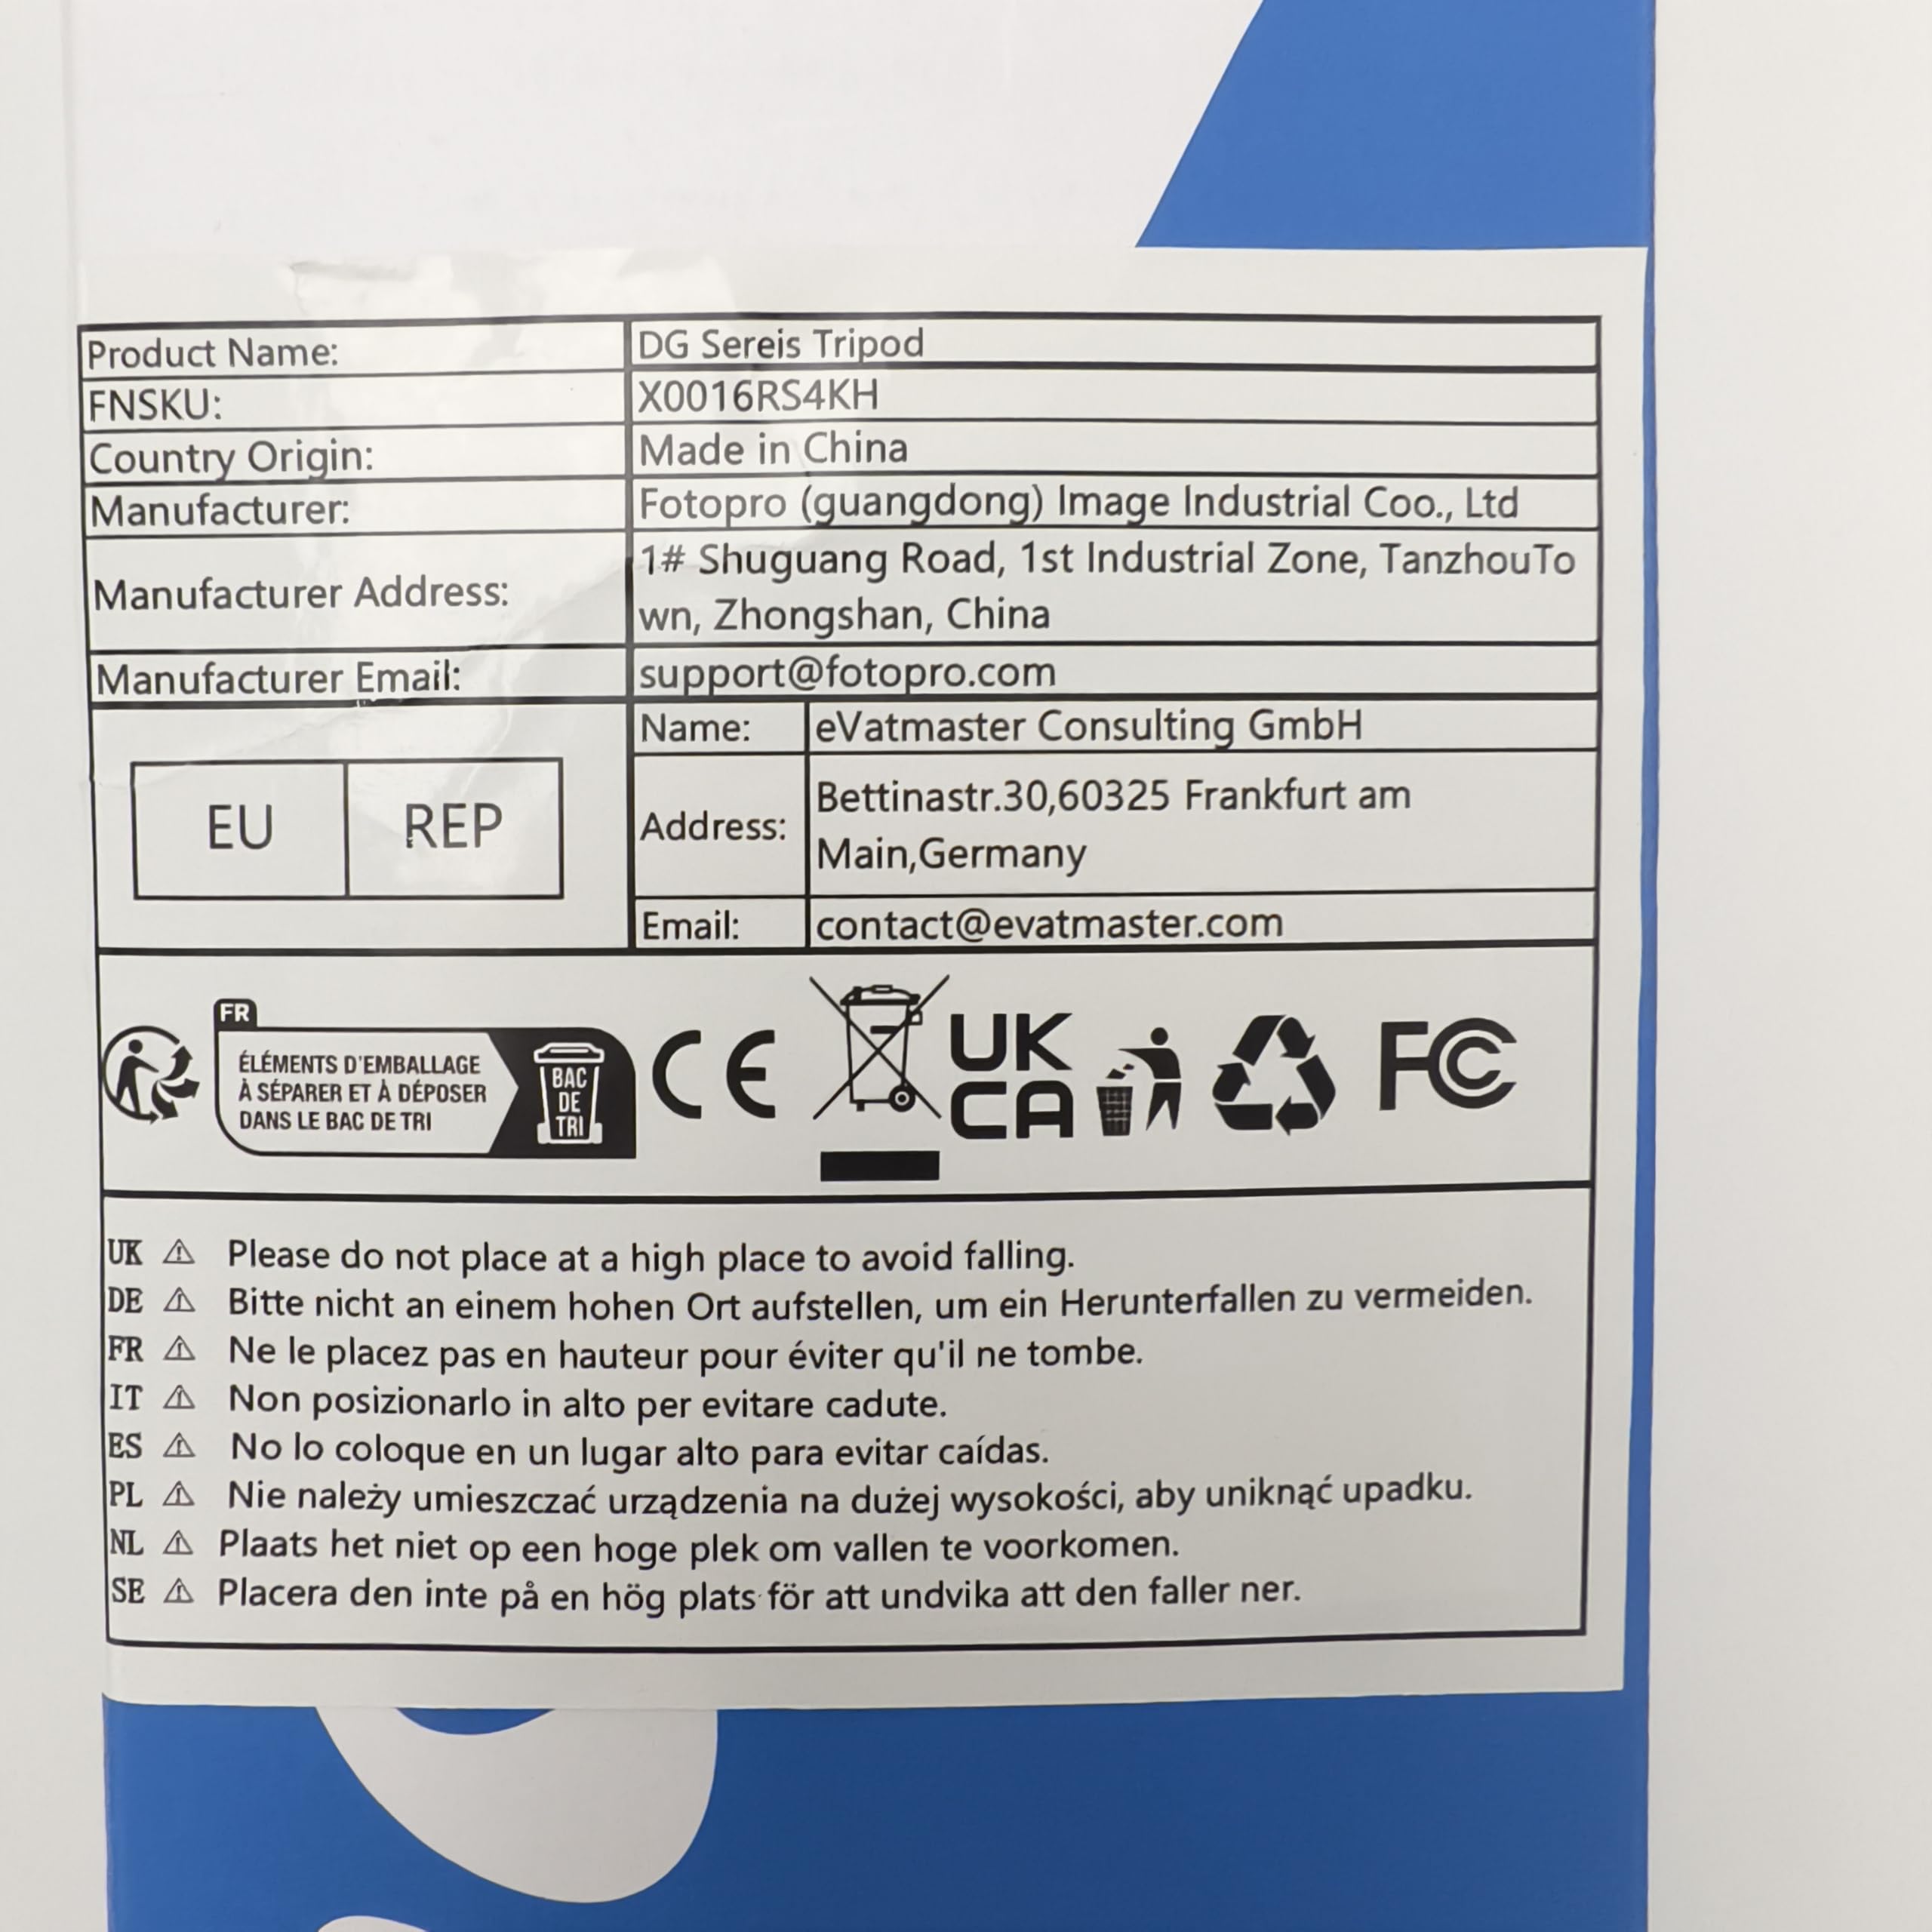 Product Name: DG Sereis Tripod
FNSKU: X0016RS4KH
Country Origin: Made in China
Manufacturer: Fotopro (guangdong) Image Industrial Coo., Ltd
Manufacturer Address: 1# Shuguang Road, 1st Industrial Zone, TanzhouTo
wn, Zhongshan, China
Manufacturer Email: support@fotopro.com
EU REP
Name: eVatmaster Consulting GmbH
Address: Bettinastr.30,60325 Frankfurt am
Main,Germany
Email: contact@evatmaster.com
FR
ÉLÉMENTS D'EMBALLAGE
À SÉPARER ET À DÉPOSER
DANS LE BAC DE TRI
BAC
DE
TRI
CE
UK
CA
FC
UK ⚠ Please do not place at a high place to avoid falling.
DE ⚠ Bitte nicht an einem hohen Ort aufstellen, um ein Herunterfallen zu vermeiden.
FR ⚠ Ne le placez pas en hauteur pour éviter qu'il ne tombe.
IT ⚠ Non posizionarlo in alto per evitare cadute.
ES ⚠ No lo coloque en un lugar alto para evitar caídas.
PL ⚠ Nie należy umieszczać urządzenia na dużej wysokości, aby uniknąć upadku.
NL ⚠ Plaats het niet op een hoge plek om vallen te voorkomen.
SE ⚠ Placera den inte på en hög plats för att undvika att den faller ner.